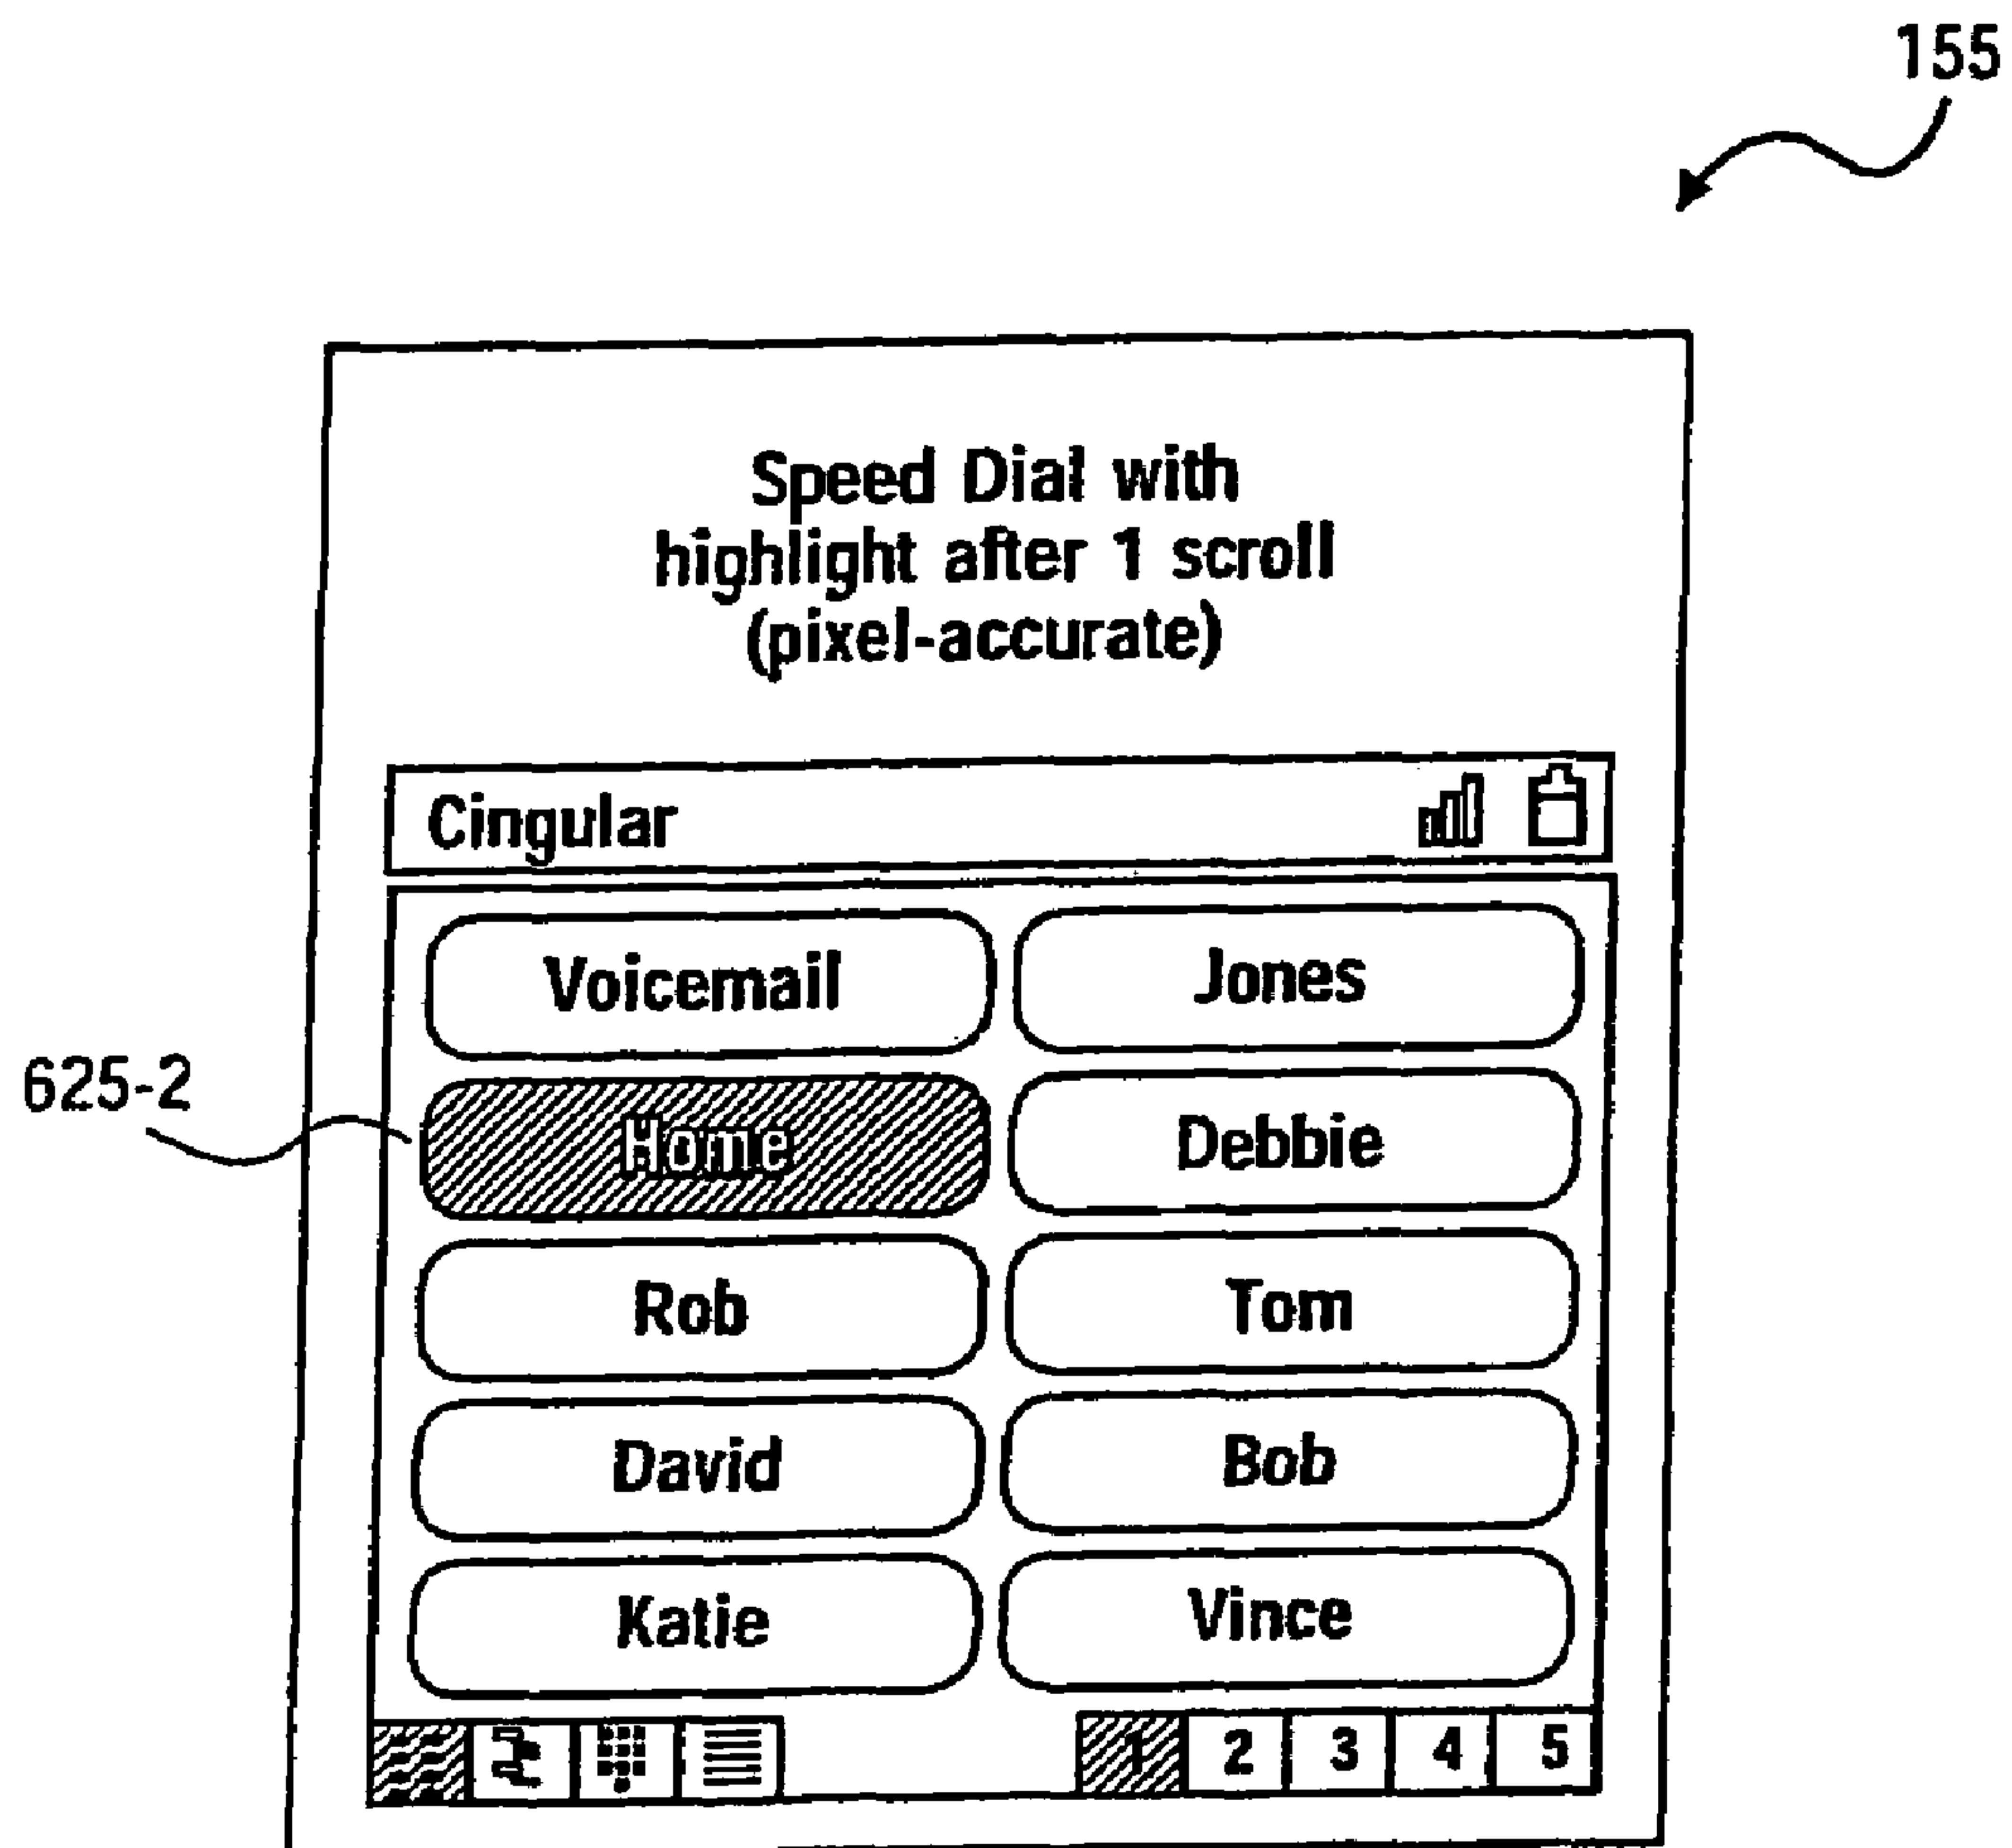 155
Speed Dial with
highlight after 1 scroll
(pixel-accurate)
Cingular
Voicemail Jones
625-2
Home Debbie
Rob Tom
David Bob
Katie Vince
1 2 3 4 5